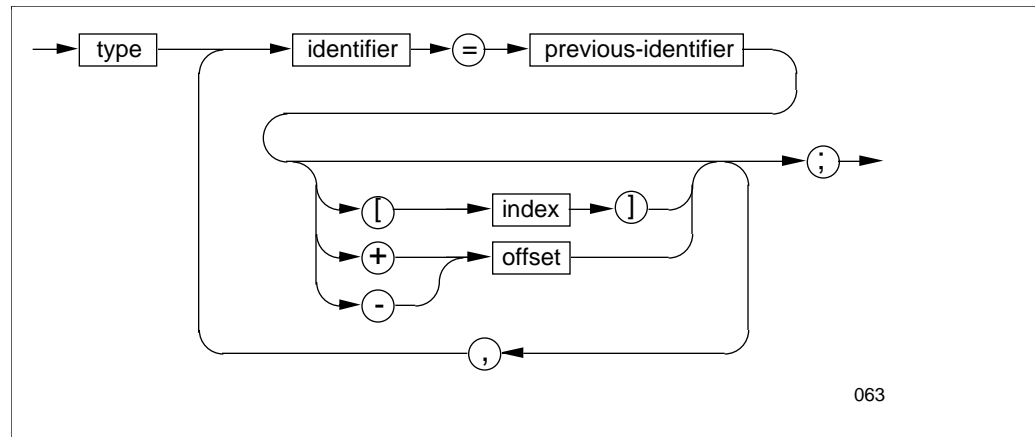 type identifier = previous-identifier
;
[ index ]
+ offset
-
,
063